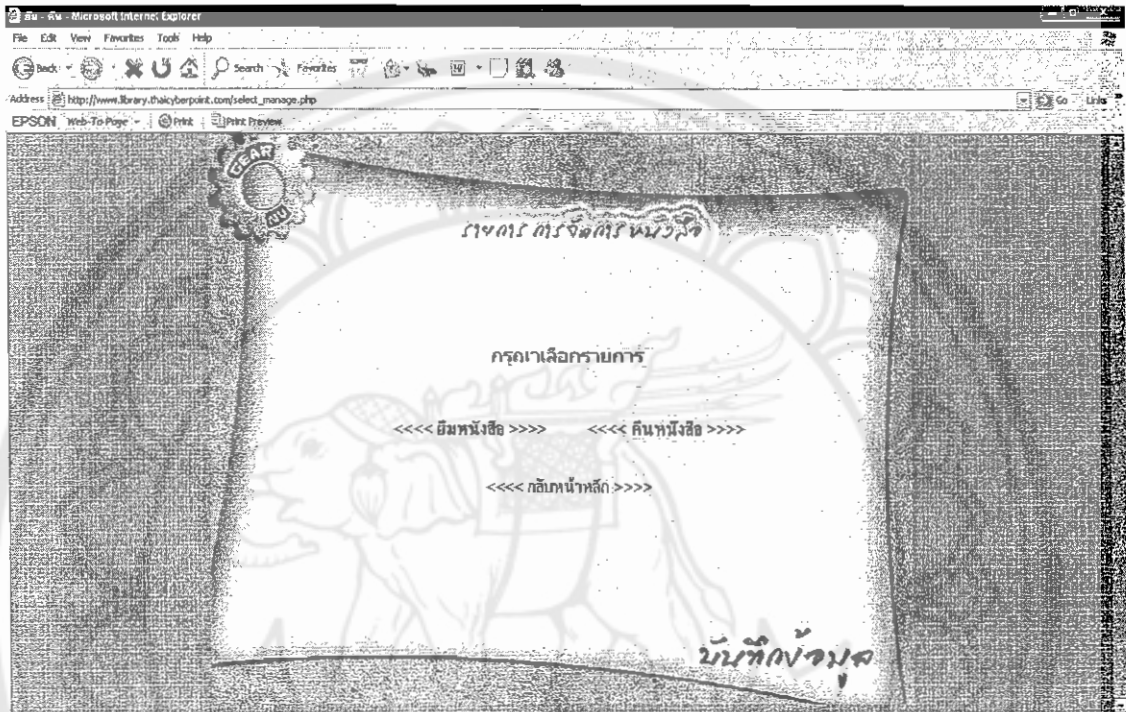 ยืม - คืน - Microsoft Internet Explorer
File Edit View Favorites Tools Help
Back Search Favorites
Address http://www.library.thaicyberpoint.com/select_manage.php Go Links
EPSON Web-To-Page Print Print Preview
GEAR
NU
รายการ การจัดการ หนังสือ
กรุณาเลือกรายการ
<<<< ยืมหนังสือ >>>> <<<< คืนหนังสือ >>>>
<<<< กลับหน้าหลัก >>>>
บันทึกข้อมูล